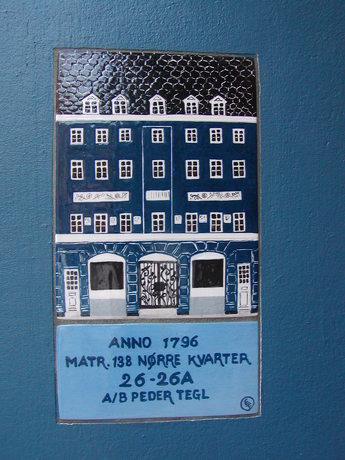 ANNO 1796
MATR. 138 NØRRE KVARTER
26-26A
A/B PEDER TEGL